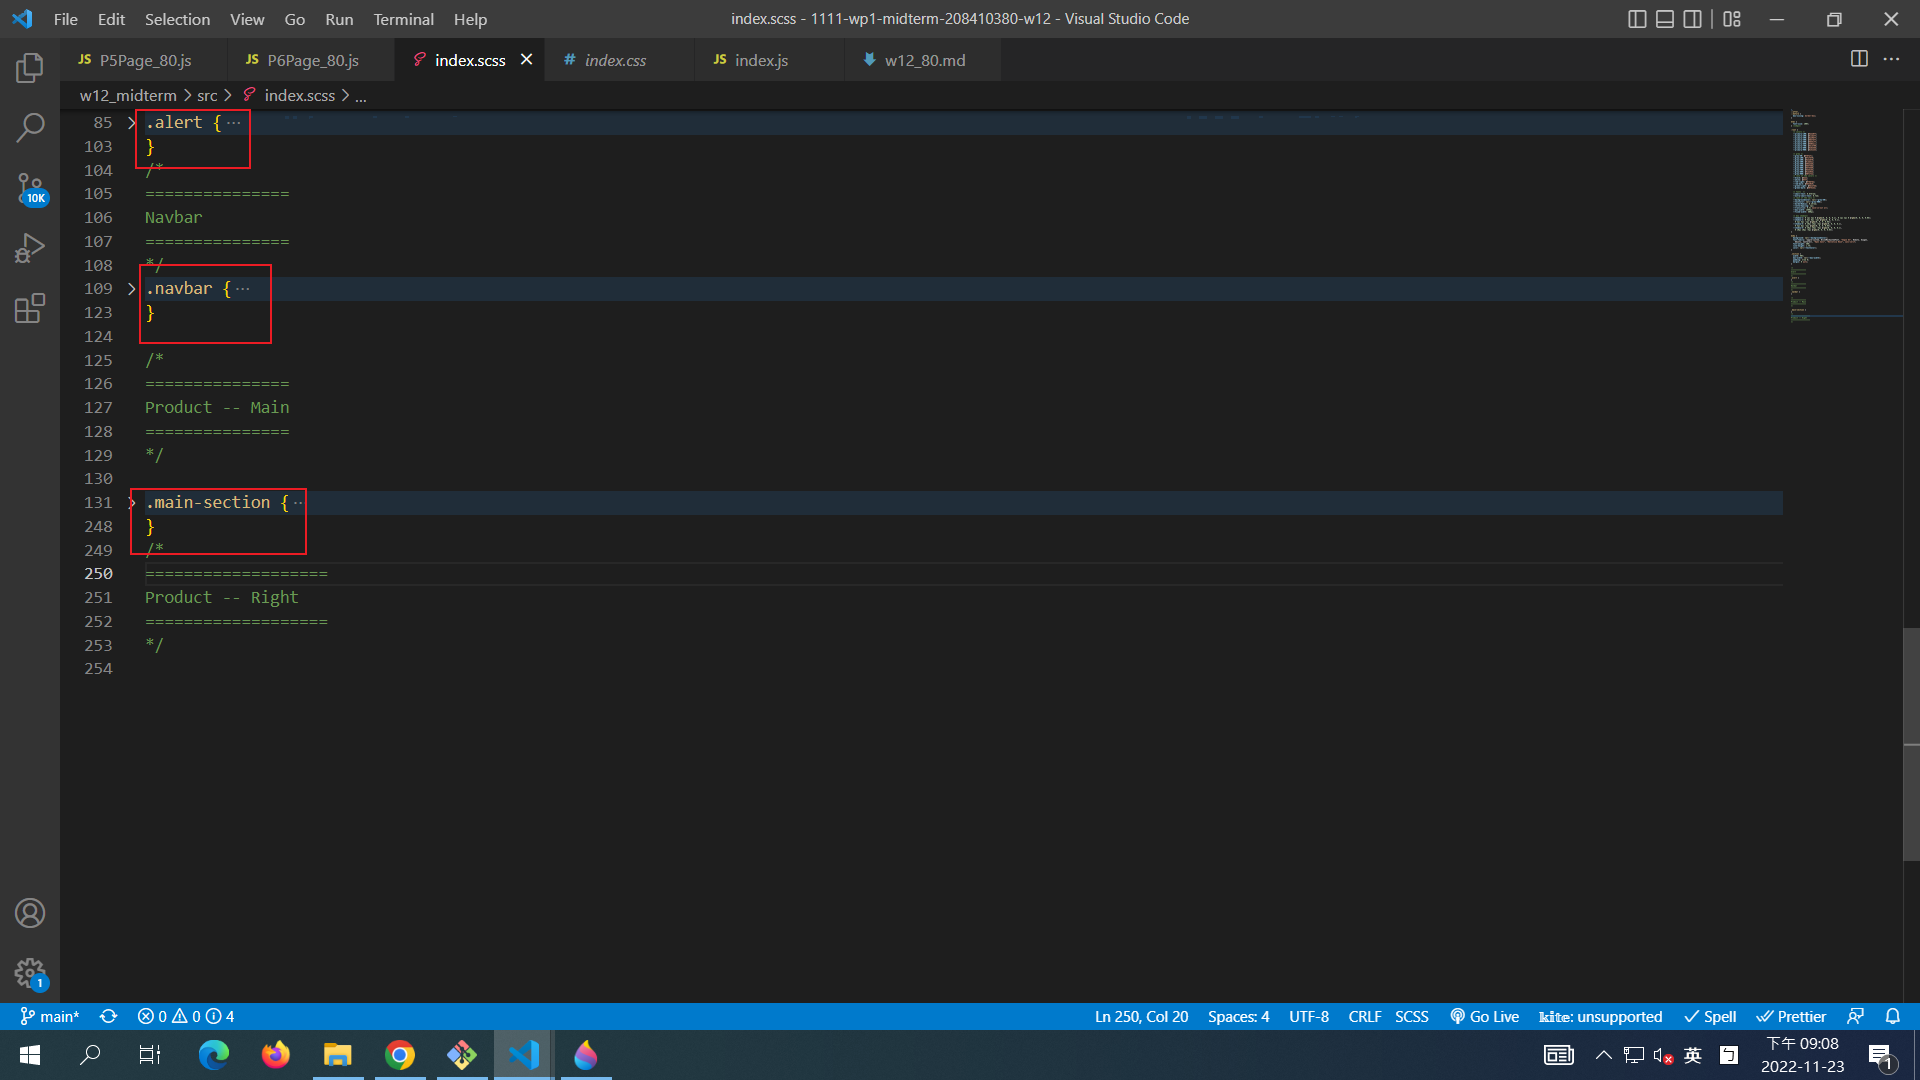 File Edit Selection View Go Run Terminal Help
index.scss - 1111-wp1-midterm-208410380-w12 - Visual Studio Code
JS P5Page_80.js
JS P6Page_80.js
index.scss
# index.css
JS index.js
w12_80.md
w12_midterm > src > index.scss > ...
85 .alert { ...
103 }
104 /*
105 ===============
106 Navbar
107 ===============
108 */
109 .navbar { ...
123 }
124
125 /*
126 ===============
127 Product -- Main
128 ===============
129 */
130
131 .main-section { ..
248 }
249 /*
250 ===================
251 Product -- Right
252 ===================
253 */
254
10K
1
main* 0 0 4
Ln 250, Col 20 Spaces: 4 UTF-8 CRLF SCSS Go Live kite: unsupported Spell Prettier
英 ㄅ
下午 09:08
2022-11-23
1